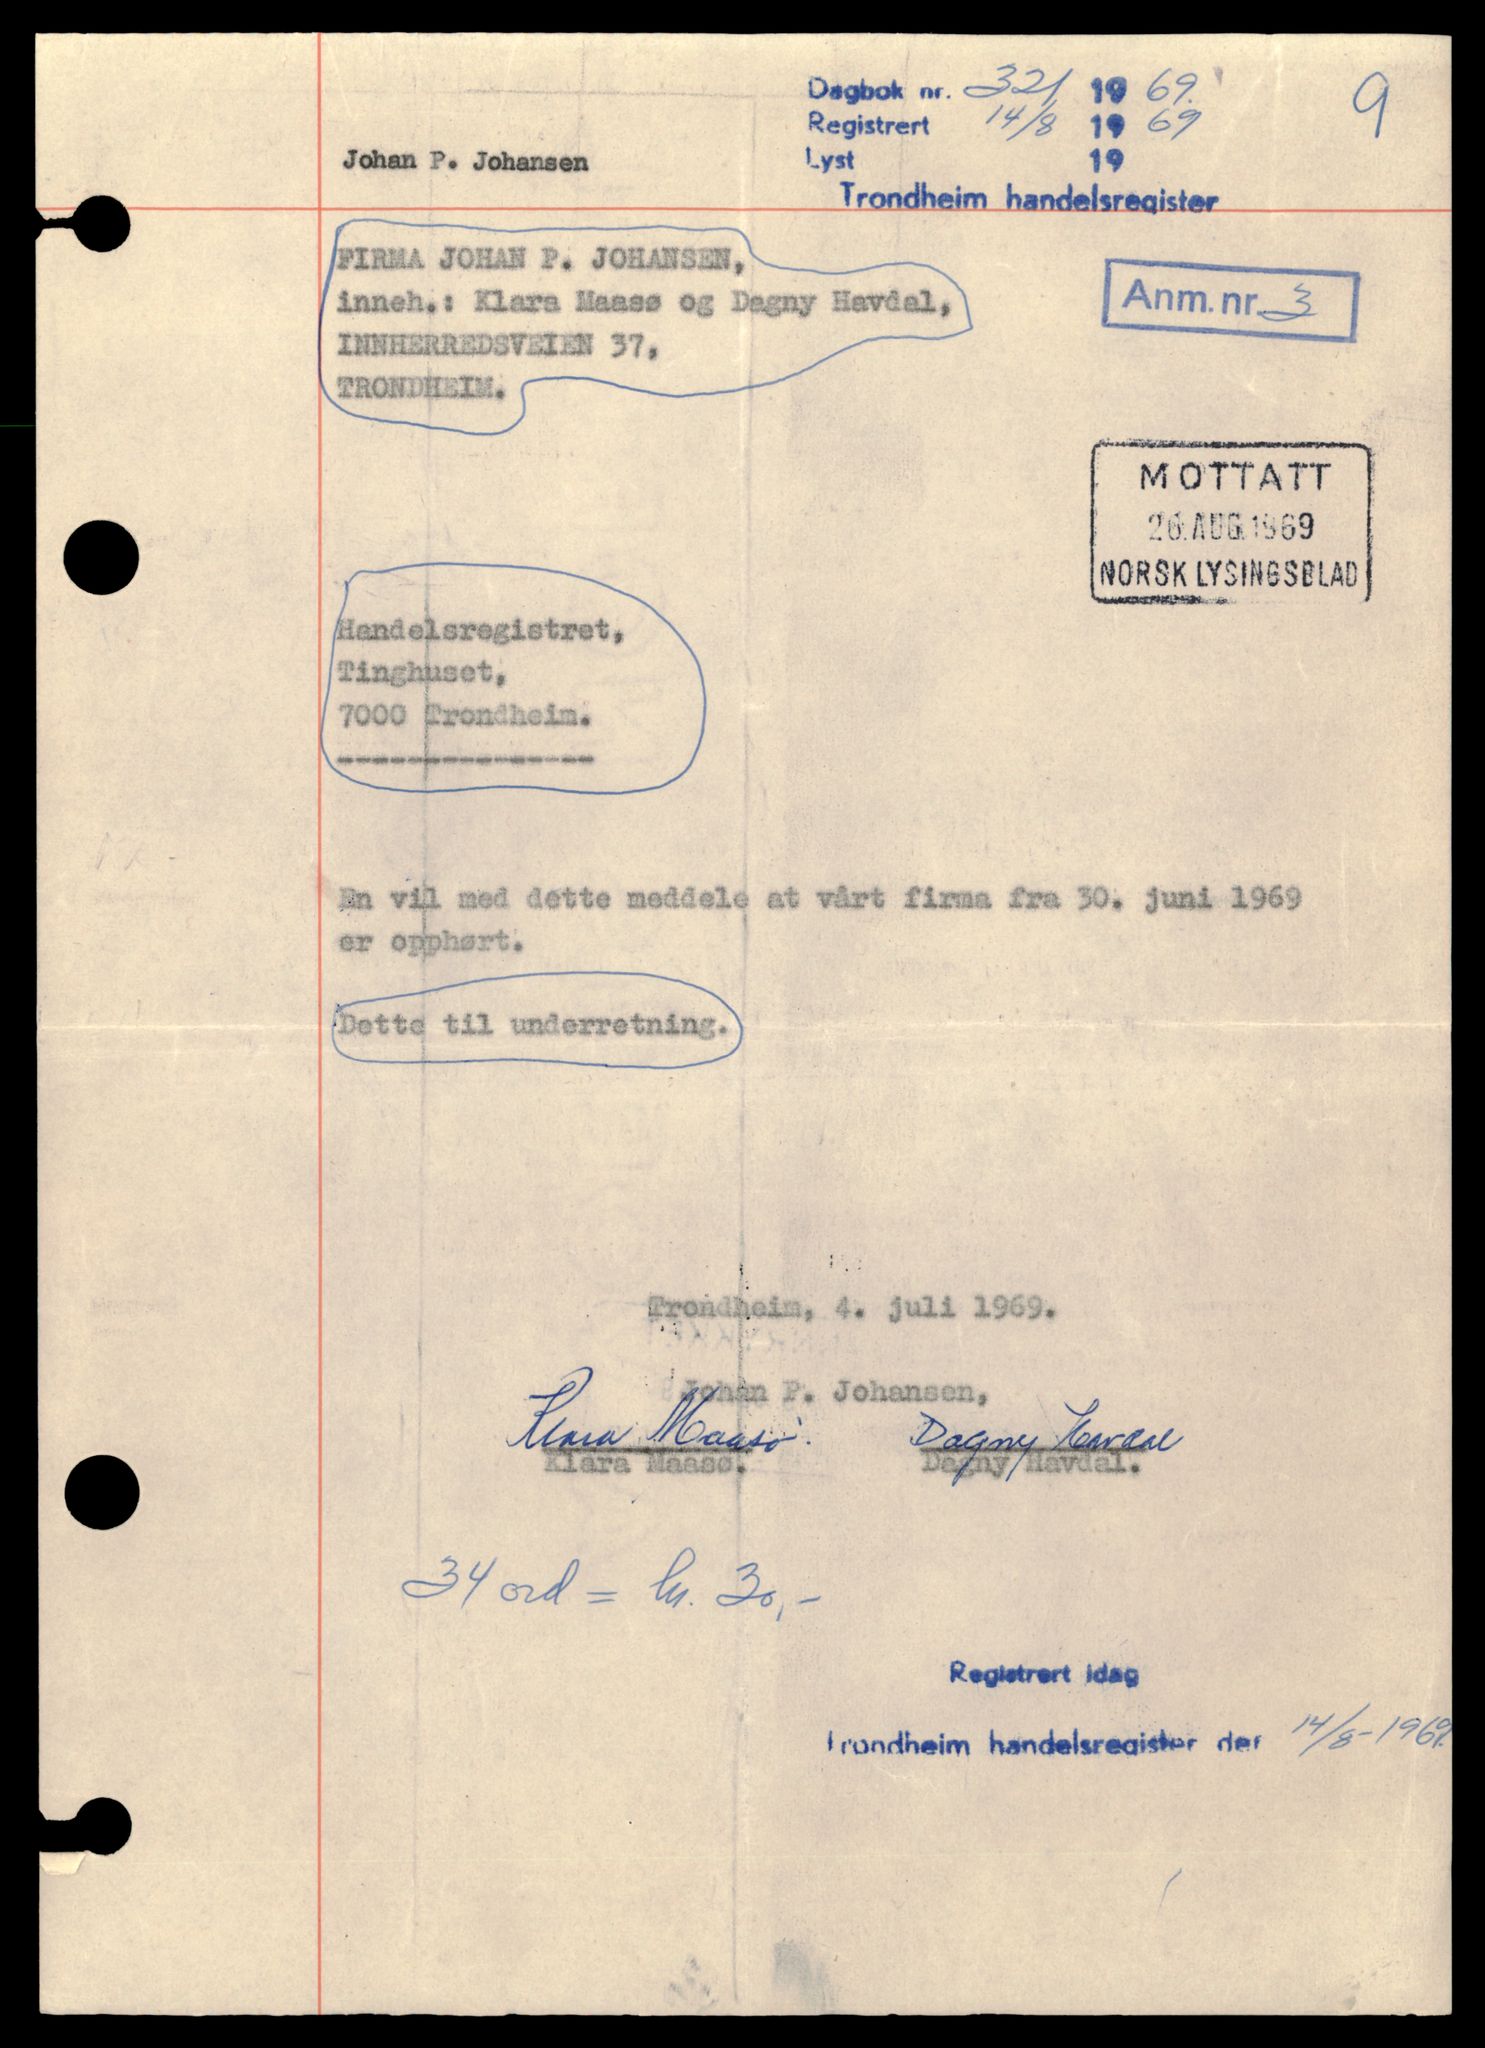 Dagbok nr. 321 19 69.
Registrert 14/8 19 69
Lyst 19
Trondheim handelsregister
9
Johan P. Johansen
FIRMA JOHAN P. JOHANSEN,
inneh.: Klara Maasø og Dagny Havdal,
INNHERREDSVEIEN 37,
TRONDHEIM.
Anm. nr. 3
MOTTATT
26. AUG. 1969
NORSK LYSINGSBLAD
Handelsregistret,
Tinghuset,
7000 Trondheim.
---------------
En vil med dette meddele at vårt firma fra 30. juni 1969
er opphørt.
Dette til underretning.
Trondheim, 4. juli 1969.
Johan P. Johansen,
Klara Maasø. Dagny Havdal
Klara Maasø. Dagny Havdal.
34 ord = kr. 30,-
Registrert idag
Trondheim handelsregister den 14/8-1969.